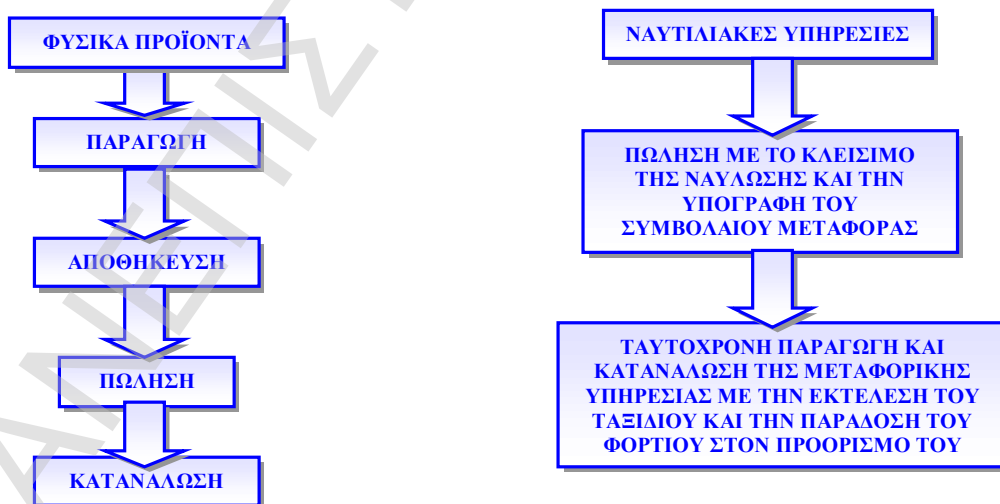 ΦΥΣΙΚΑ ΠΡΟΪΟΝΤΑ
ΠΑΡΑΓΩΓΗ
ΑΠΟΘΗΚΕΥΣΗ
ΠΩΛΗΣΗ
ΚΑΤΑΝΑΛΩΣΗ
ΝΑΥΤΙΛΙΑΚΕΣ ΥΠΗΡΕΣΙΕΣ
ΠΩΛΗΣΗ ΜΕ ΤΟ ΚΛΕΙΣΙΜΟ
ΤΗΣ ΝΑΥΛΩΣΗΣ ΚΑΙ ΤΗΝ
ΥΠΟΓΡΑΦΗ ΤΟΥ
ΣΥΜΒΟΛΑΙΟΥ ΜΕΤΑΦΟΡΑΣ
ΤΑΥΤΟΧΡΟΝΗ ΠΑΡΑΓΩΓΗ ΚΑΙ
ΚΑΤΑΝΑΛΩΣΗ ΤΗΣ ΜΕΤΑΦΟΡΙΚΗΣ
ΥΠΗΡΕΣΙΑΣ ΜΕ ΤΗΝ ΕΚΤΕΛΕΣΗ ΤΟΥ
ΤΑΞΙΔΙΟΥ ΚΑΙ ΤΗΝ ΠΑΡΑΔΟΣΗ ΤΟΥ
ΦΟΡΤΙΟΥ ΣΤΟΝ ΠΡΟΟΡΙΣΜΟ ΤΟΥ
ΑΝΕΠΙΣ